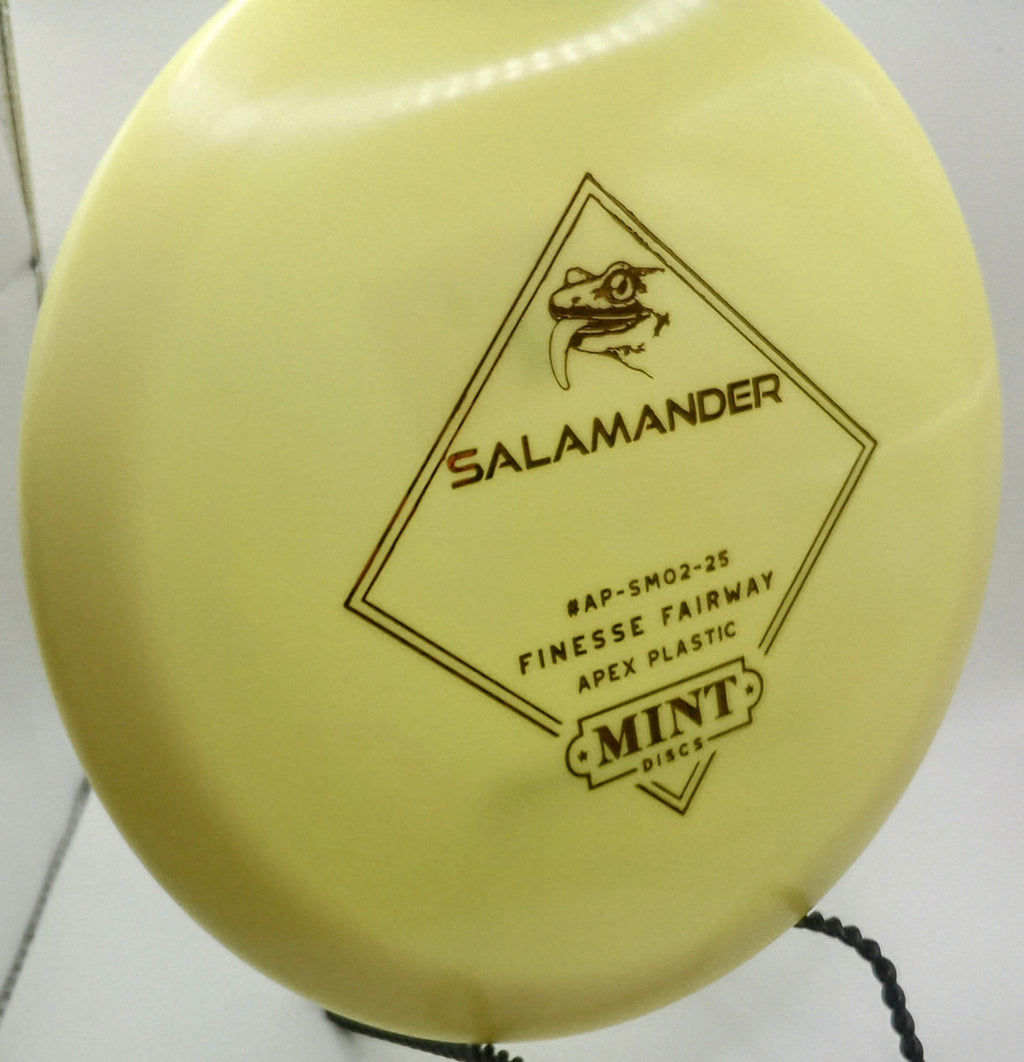 SALAMANDER
#AP-SM02-25
FINESSE FAIRWAY
APEX PLASTIC
MINT
DISCS